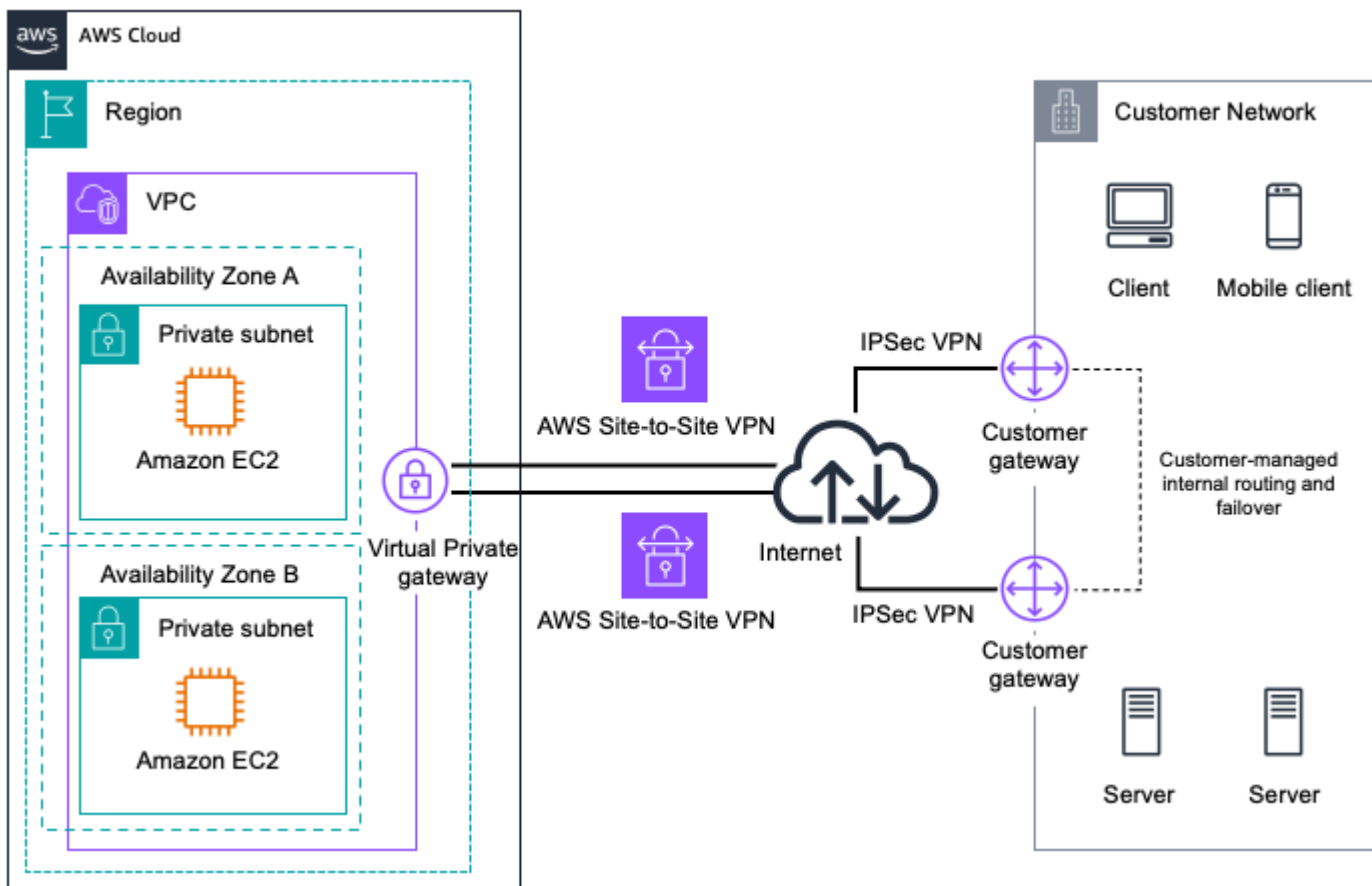 aws
AWS Cloud
Region
VPC
Availability Zone A
Private subnet
Amazon EC2
Virtual Private
gateway
Availability Zone B
Private subnet
Amazon EC2
AWS Site-to-Site VPN
AWS Site-to-Site VPN
Internet
IPSec VPN
IPSec VPN
Customer Network
Client
Mobile client
Customer
gateway
Customer-managed
internal routing and
failover
Customer
gateway
Server
Server